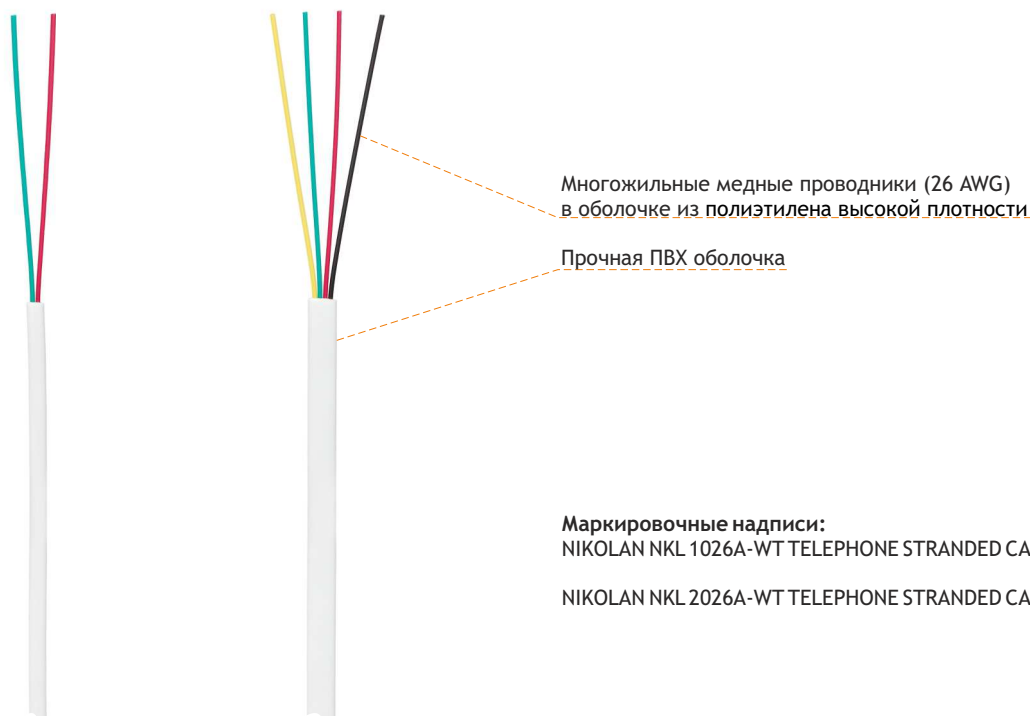 Многожильные медные проводники (26 AWG)
в оболочке из полиэтилена высокой плотности
Прочная ПВХ оболочка
Маркировочные надписи:
NIKOLAN NKL 1026A-WT TELEPHONE STRANDED CA
NIKOLAN NKL 2026A-WT TELEPHONE STRANDED CA